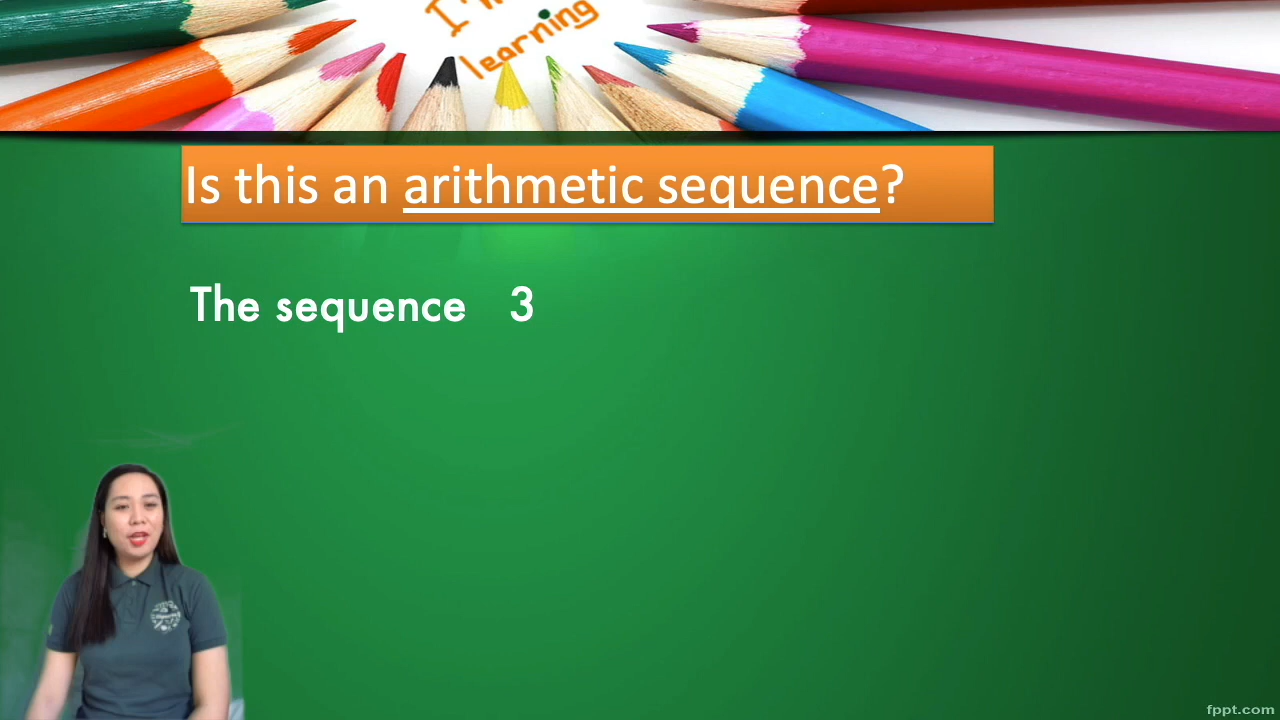 I'm
learning
Is this an arithmetic sequence?
The sequence 3
fppt.com